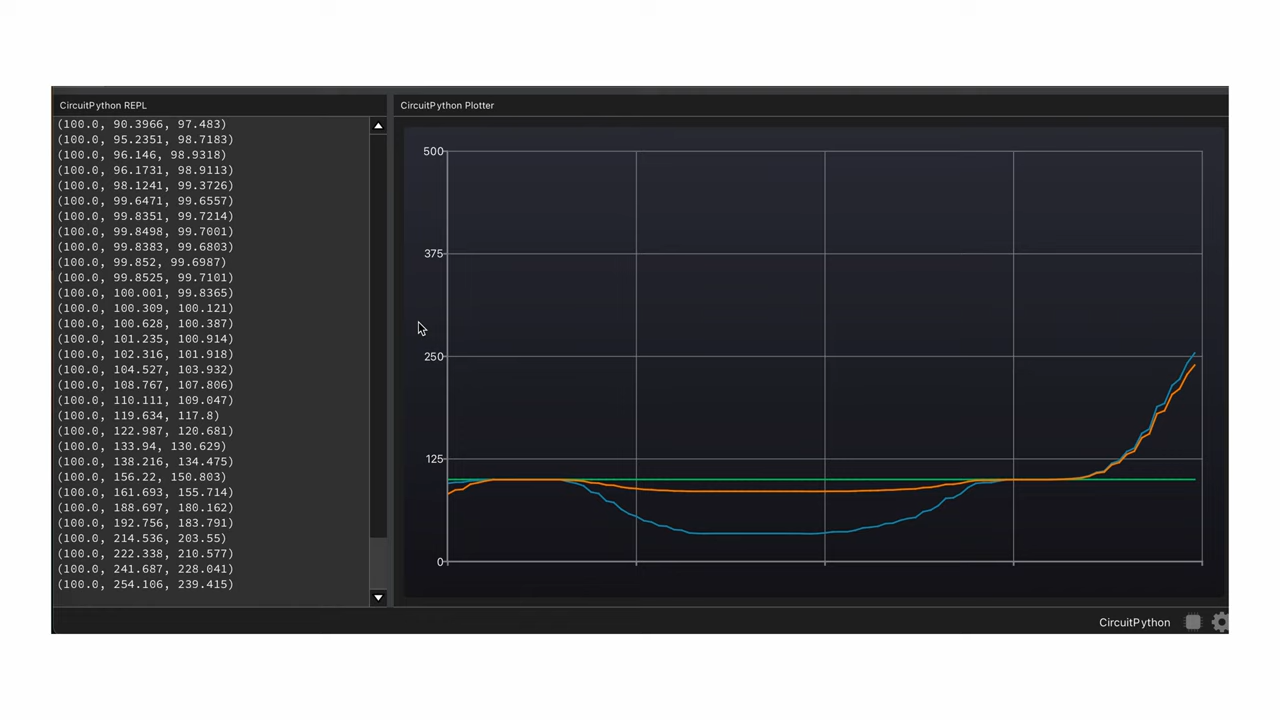 CircuitPython REPL
(100.0, 90.3966, 97.483)
(100.0, 95.2351, 98.7183)
(100.0, 96.146, 98.9318)
(100.0, 96.1731, 98.9113)
(100.0, 98.1241, 99.3726)
(100.0, 99.6471, 99.6557)
(100.0, 99.8351, 99.7214)
(100.0, 99.8498, 99.7001)
(100.0, 99.8383, 99.6803)
(100.0, 99.852, 99.6987)
(100.0, 99.8525, 99.7101)
(100.0, 100.001, 99.8365)
(100.0, 100.309, 100.121)
(100.0, 100.628, 100.387)
(100.0, 101.235, 100.914)
(100.0, 102.316, 101.918)
(100.0, 104.527, 103.932)
(100.0, 108.767, 107.806)
(100.0, 110.111, 109.047)
(100.0, 119.634, 117.8)
(100.0, 122.987, 120.681)
(100.0, 133.94, 130.629)
(100.0, 138.216, 134.475)
(100.0, 156.22, 150.803)
(100.0, 161.693, 155.714)
(100.0, 188.697, 180.162)
(100.0, 192.756, 183.791)
(100.0, 214.536, 203.55)
(100.0, 222.338, 210.577)
(100.0, 241.687, 228.041)
(100.0, 254.106, 239.415)
CircuitPython Plotter
500
375
250
125
0
CircuitPython